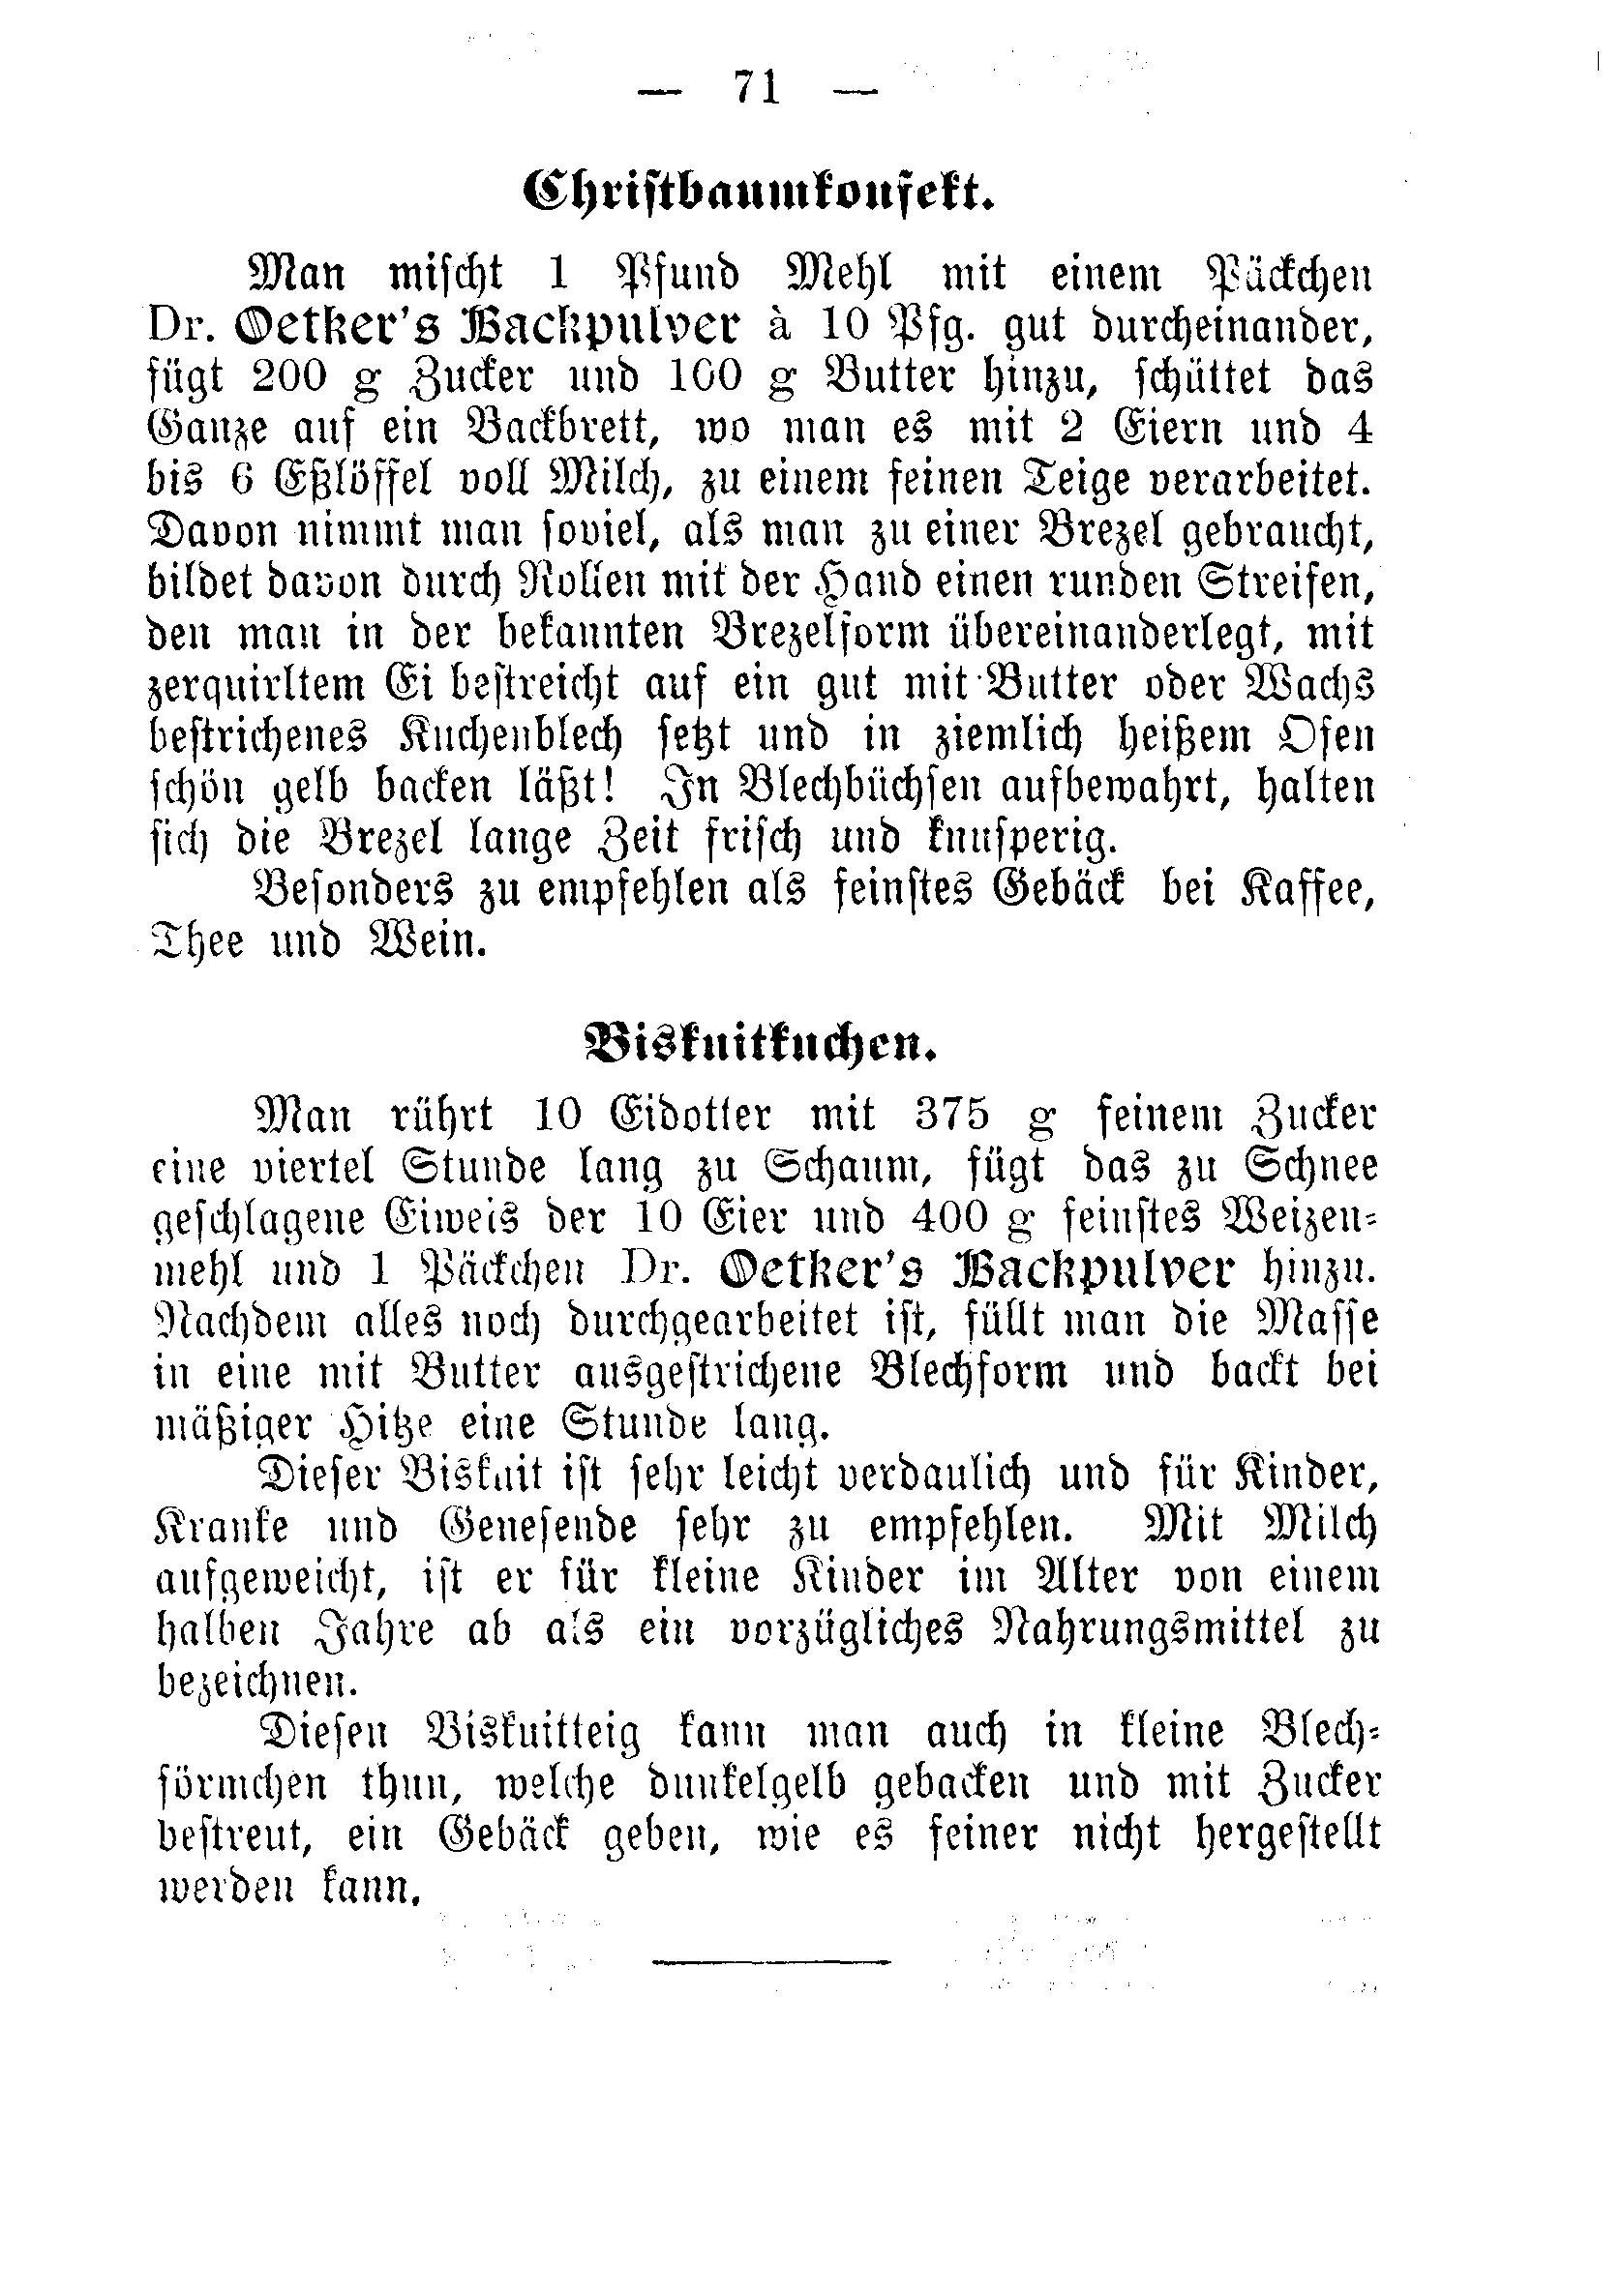 — 71 —
Christbaumkonfekt.
Man mischt 1 Pfund Mehl mit einem Päckchen
Dr. Oetker's Backpulver à 10 Pfg. gut durcheinander,
fügt 200 g Zucker und 100 g Butter hinzu, schüttet das
Ganze auf ein Backbrett, wo man es mit 2 Eiern und 4
bis 6 Eßlöffel voll Milch, zu einem feinen Teige verarbeitet.
Davon nimmt man soviel, als man zu einer Brezel gebraucht,
bildet davon durch Rollen mit der Hand einen runden Streifen,
den man in der bekannten Brezelform übereinanderlegt, mit
zerquirltem Ei bestreicht auf ein gut mit Butter oder Wachs
bestrichenes Kuchenblech setzt und in ziemlich heißem Ofen
schön gelb backen läßt! In Blechbüchsen aufbewahrt, halten
sich die Brezel lange Zeit frisch und knusperig.
Besonders zu empfehlen als feinstes Gebäck bei Kaffee,
Thee und Wein.
Biskuitkuchen.
Man rührt 10 Eidotter mit 375 g feinem Zucker
eine viertel Stunde lang zu Schaum, fügt das zu Schnee
geschlagene Eiweis der 10 Eier und 400 g feinstes Weizen-
mehl und 1 Päckchen Dr. Oetker's Backpulver hinzu.
Nachdem alles noch durchgearbeitet ist, füllt man die Masse
in eine mit Butter ausgestrichene Blechform und backt bei
mäßiger Hitze eine Stunde lang.
Dieser Biskuit ist sehr leicht verdaulich und für Kinder,
Kranke und Genesende sehr zu empfehlen. Mit Milch
aufgeweicht, ist er für kleine Kinder im Alter von einem
halben Jahre ab als ein vorzügliches Nahrungsmittel zu
bezeichnen.
Diesen Biskuitteig kann man auch in kleine Blech-
förmchen thun, welche dunkelgelb gebacken und mit Zucker
bestreut, ein Gebäck geben, wie es feiner nicht hergestellt
werden kann.